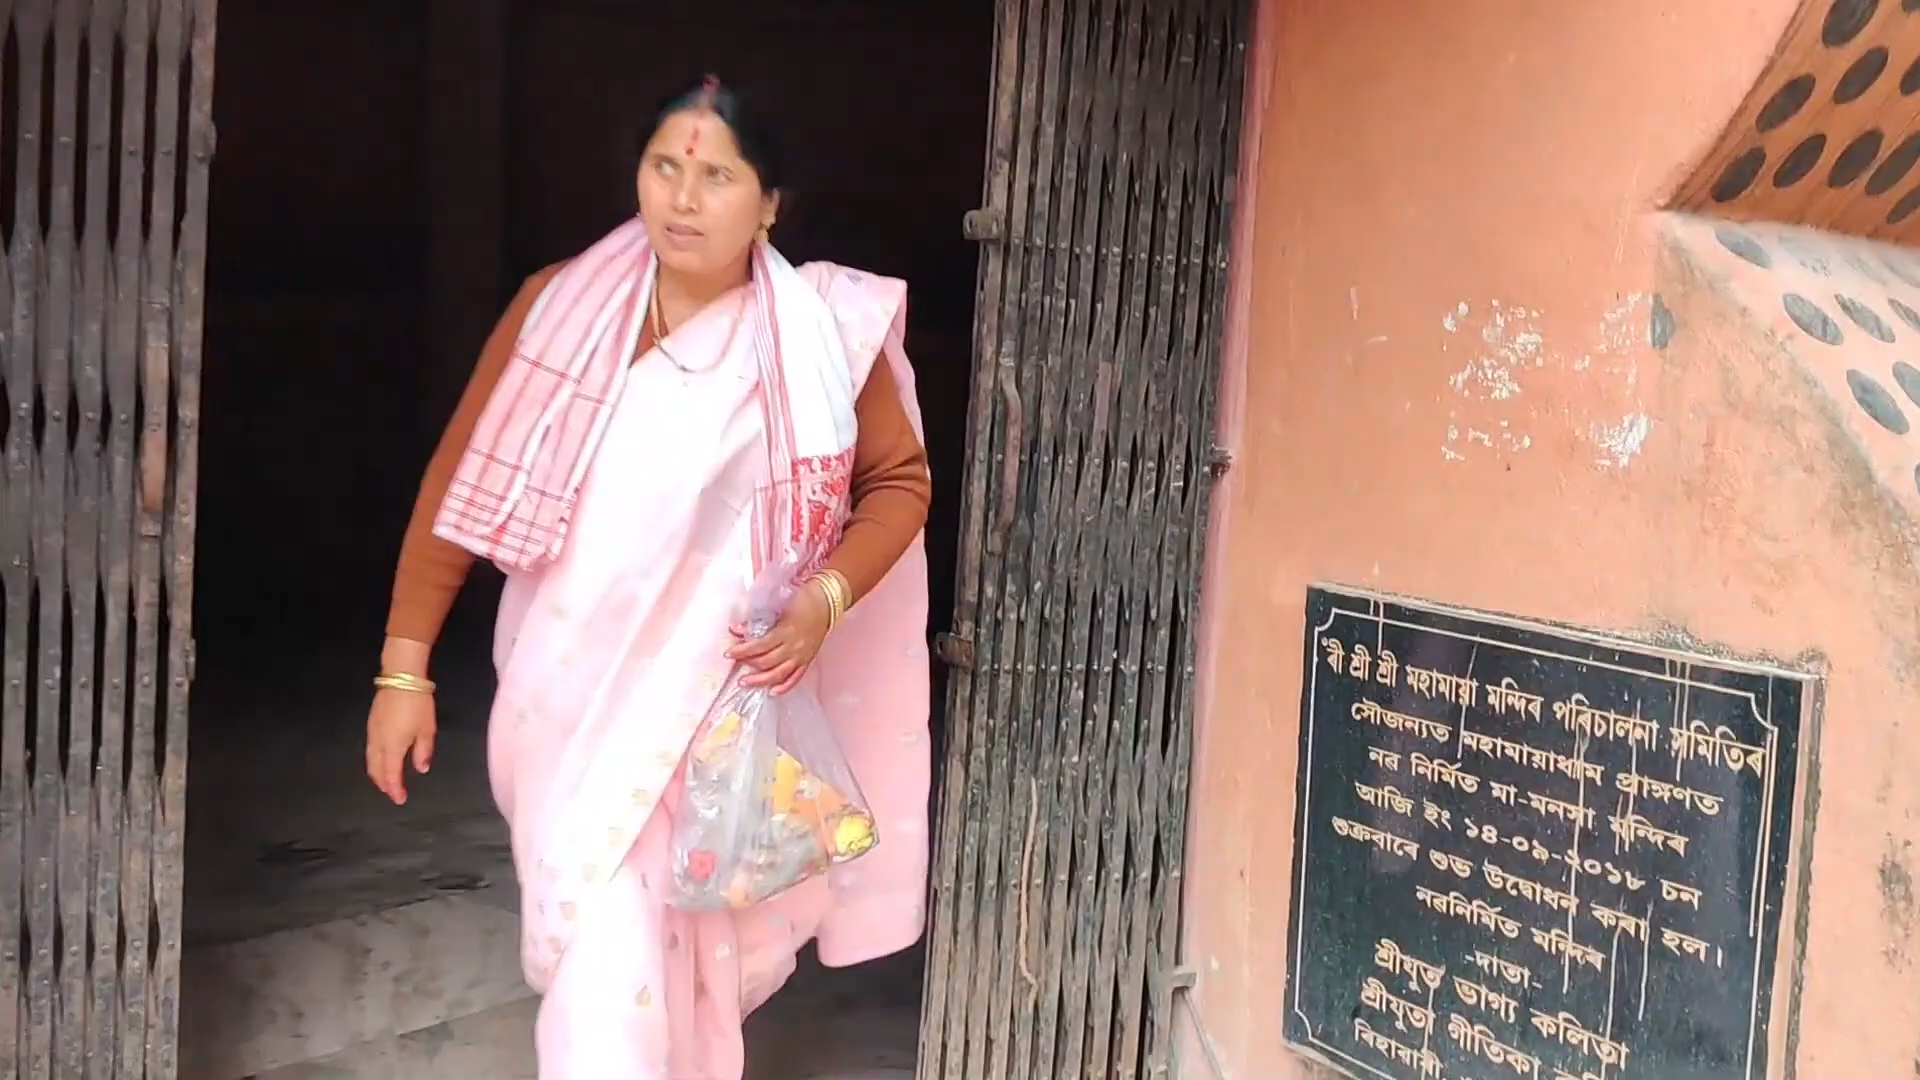 ৰী শ্ৰী শ্ৰী মহামায়া মন্দিৰ পৰিচালনা সমিতিৰ
সৌজন্যত মহামায়াধাম প্ৰাঙ্গণত
নৱ নিৰ্মিত মা-মনসা মন্দিৰ
আজি ইং ১৪-০৯-২০১৮ চন
শুক্ৰবাৰে শুভ উদ্বোধন কৰা হল।
নৱনিৰ্মিত মন্দিৰ
-দাতা-
শ্ৰীযুত ভাগ্য কলিতা
শ্ৰীযুতা গীতিকা